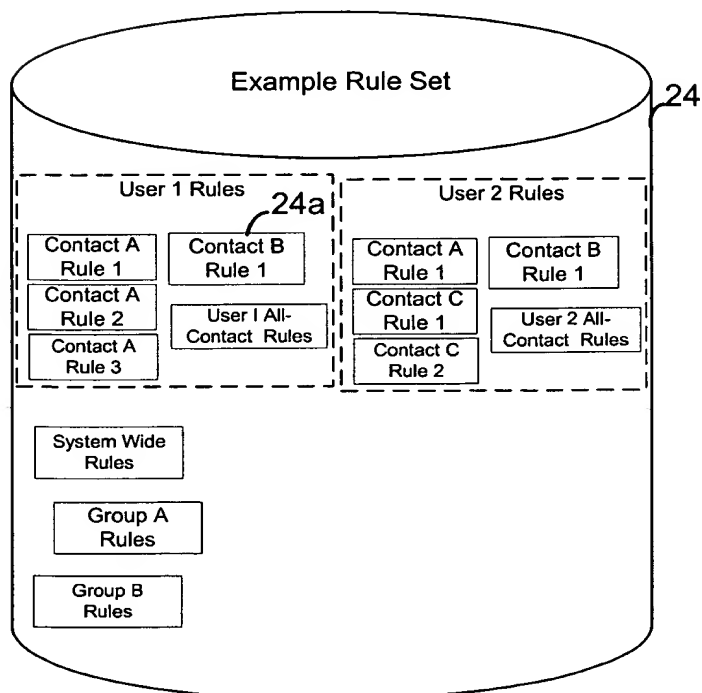 Example Rule Set
24
User 1 Rules
24a
Contact A
Rule 1
Contact A
Rule 2
Contact A
Rule 3
Contact B
Rule 1
User I All-
Contact Rules
User 2 Rules
Contact A
Rule 1
Contact C
Rule 1
Contact C
Rule 2
Contact B
Rule 1
User 2 All-
Contact Rules
System Wide
Rules
Group A
Rules
Group B
Rules